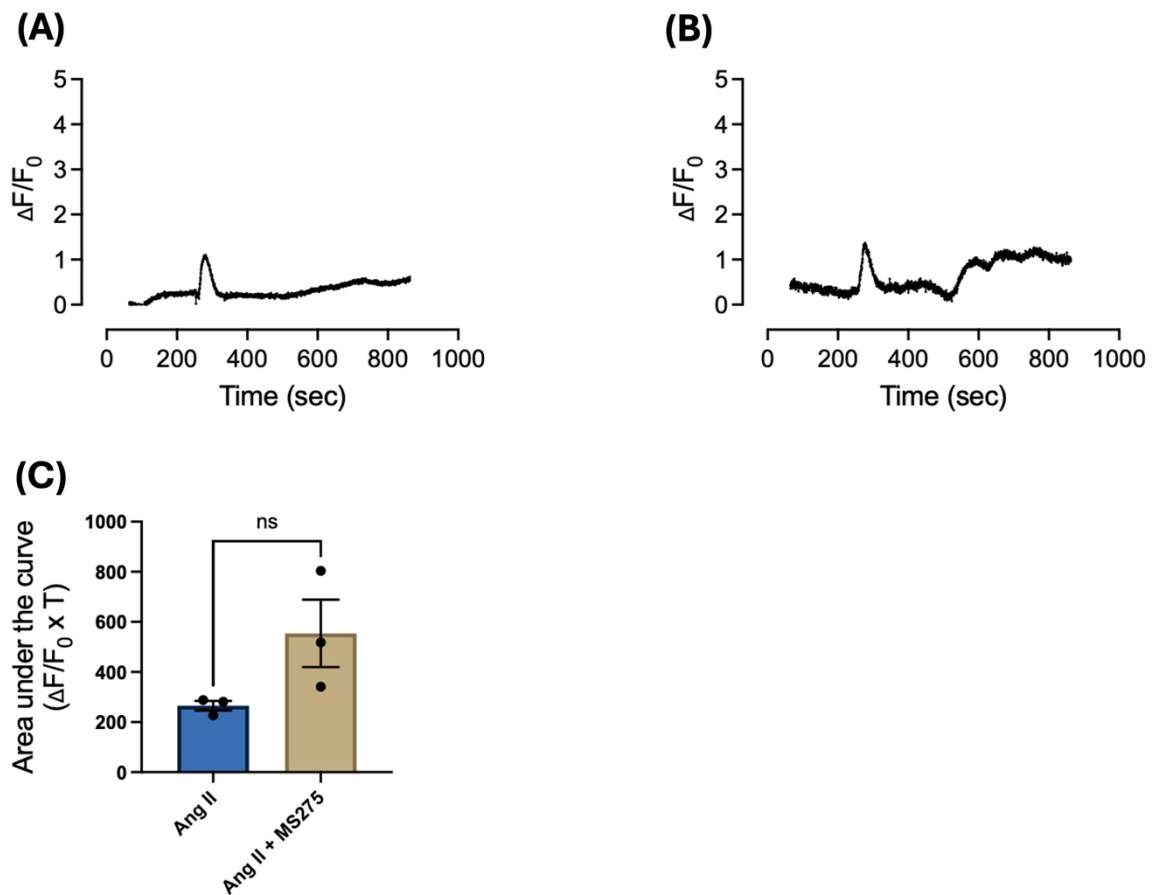 (A)
5
4
3
2
1
0
ΔF/F0
0 200 400 600 800 1000
Time (sec)
(B)
5
4
3
2
1
0
ΔF/F0
0 200 400 600 800 1000
Time (sec)
(C)
1000
800
600
400
200
0
Area under the curve
(ΔF/F0 x T)
ns
Ang II
Ang II + MS275